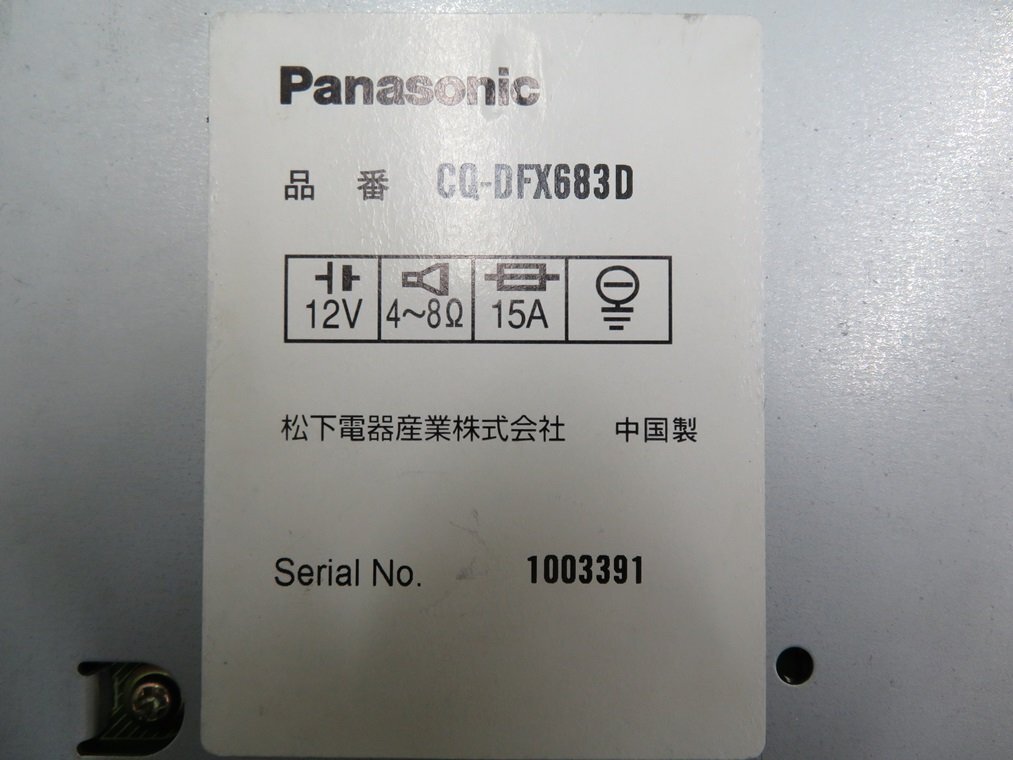 Panasonic
品 番 CQ-DFX683D
12V 4~8Ω 15A
松下電器産業株式会社 中国製
Serial No. 1003391